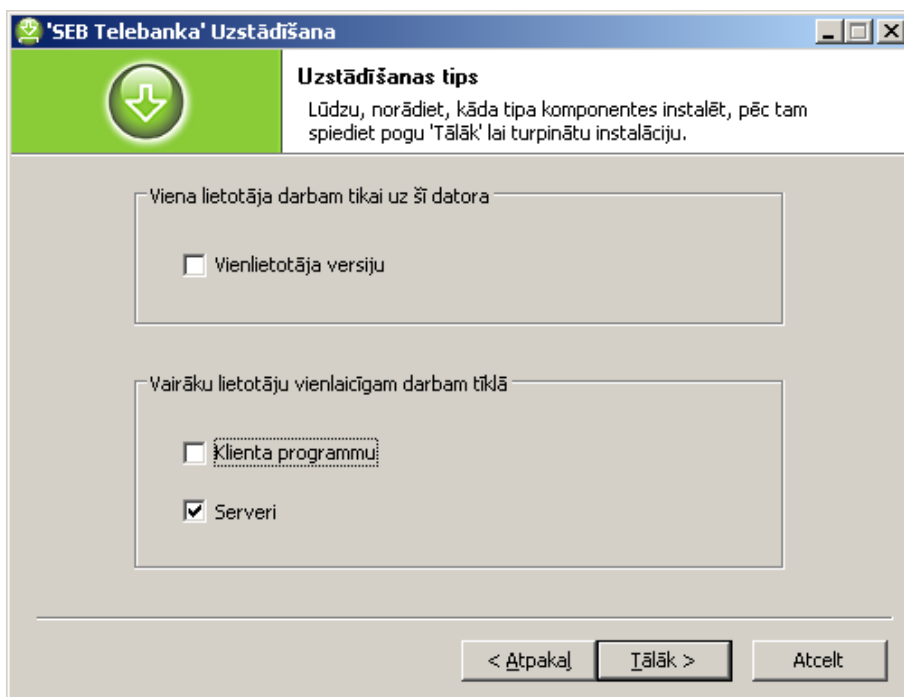 'SEB Telebanka' Uzstādīšana
Uzstādīšanas tips
Lūdzu, norādiet, kāda tipa komponentes instalēt, pēc tam
spiediet pogu 'Tālāk' lai turpinātu instalāciju.
Viena lietotāja darbam tikai uz šī datora
Vienlietotāja versiju
Vairāku lietotāju vienlaicīgam darbam tīklā
Klienta programmu
Serveri
< Atpakaļ
Tālāk >
Atcelt